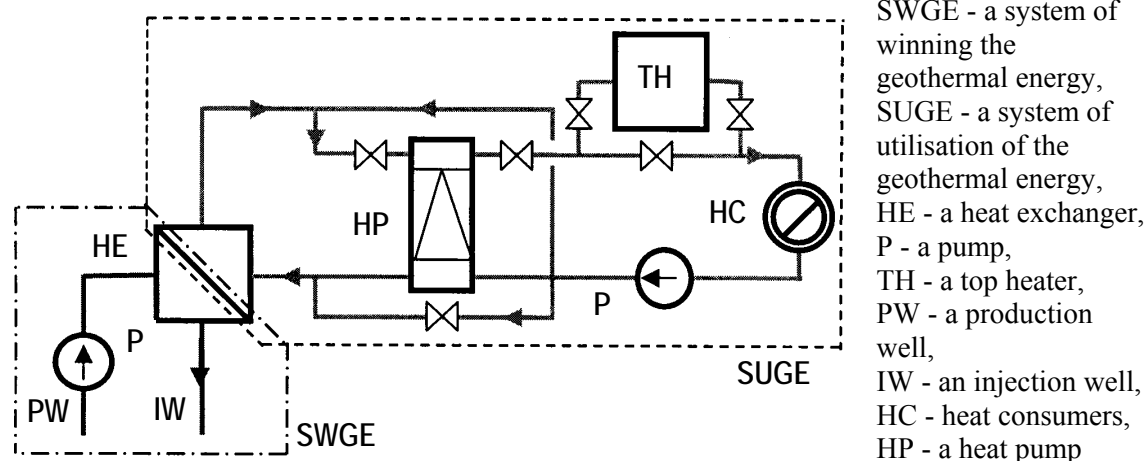 TH
HP
HC
HE
P
P
PW
IW
SUGE
SWGE
SWGE - a system of
winning the
geothermal energy,
SUGE - a system of
utilisation of the
geothermal energy,
HE - a heat exchanger,
P - a pump,
TH - a top heater,
PW - a production
well,
IW - an injection well,
HC - heat consumers,
HP - a heat pump